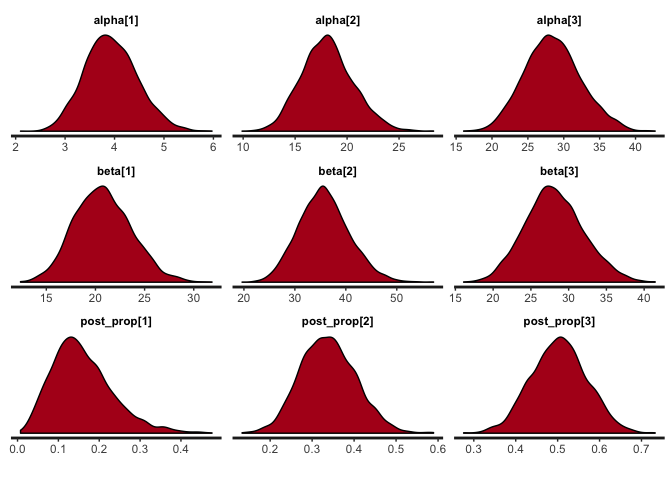 alpha[1] alpha[2] alpha[3]
2 3 4 5 6 10 15 20 25 15 20 25 30 35 40
beta[1] beta[2] beta[3]
15 20 25 30 20 30 40 50 15 20 25 30 35 40
post_prop[1] post_prop[2] post_prop[3]
0.0 0.1 0.2 0.3 0.4 0.2 0.3 0.4 0.5 0.6 0.3 0.4 0.5 0.6 0.7